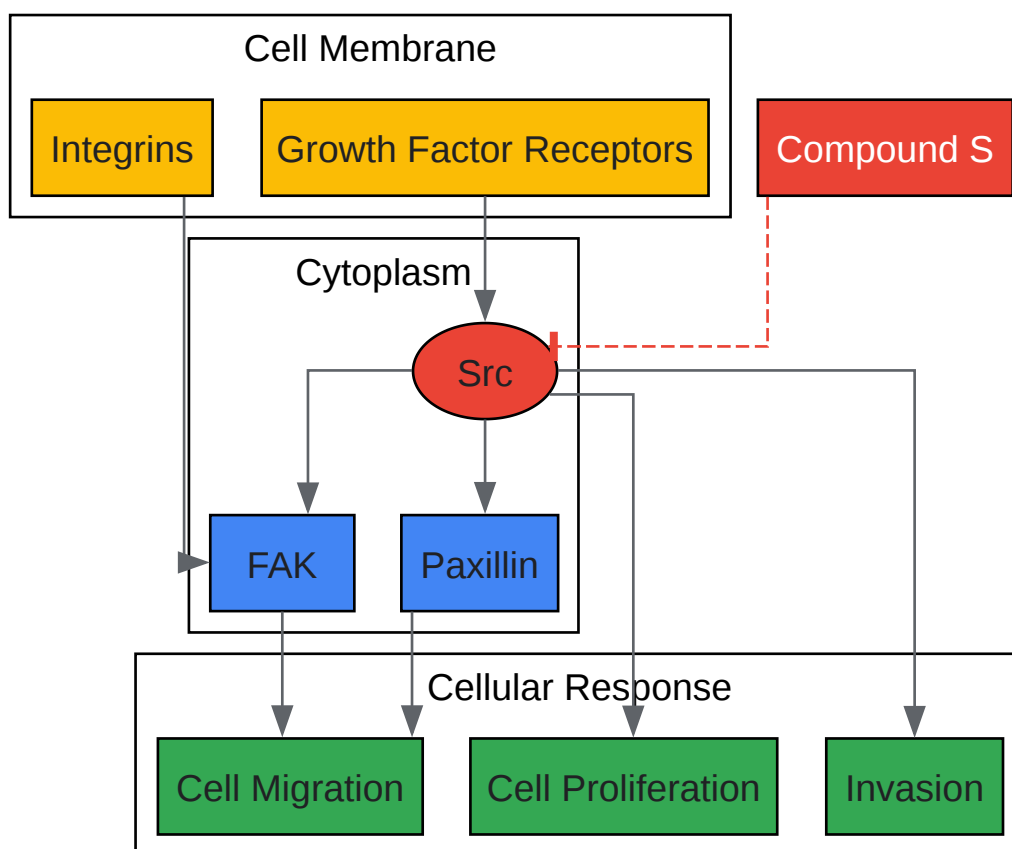 Cell Membrane
Integrins
Growth Factor Receptors
Compound S
Cytoplasm
Src
FAK
Paxillin
Cellular Response
Cell Migration
Cell Proliferation
Invasion